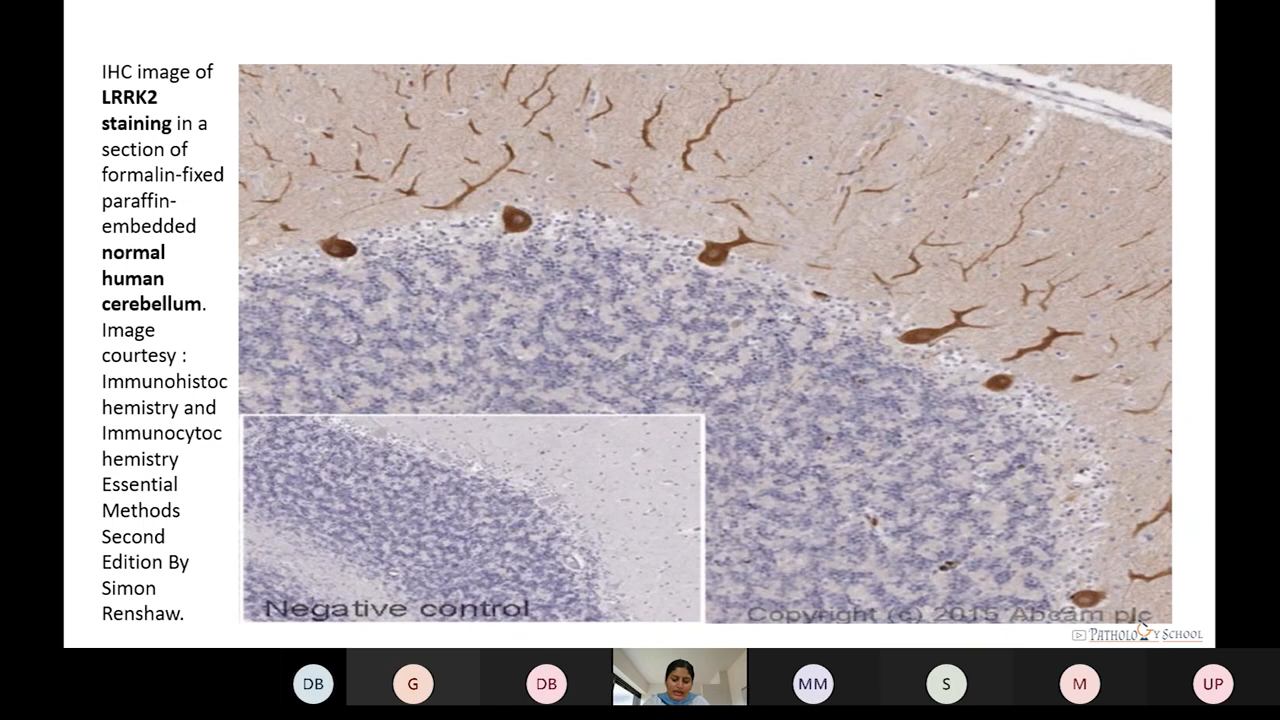 IHC image of
LRRK2
staining in a
section of
formalin-fixed
paraffin-
embedded
normal
human
cerebellum.
Image
courtesy :
Immunohistoc
hemistry and
Immunocytoc
hemistry
Essential
Methods
Second
Edition By
Simon
Renshaw.
Negative control
Copyright (c) 2015 Abcam plc
PATHOLOGY SCHOOL
DB
G
DB
MM
S
M
UP